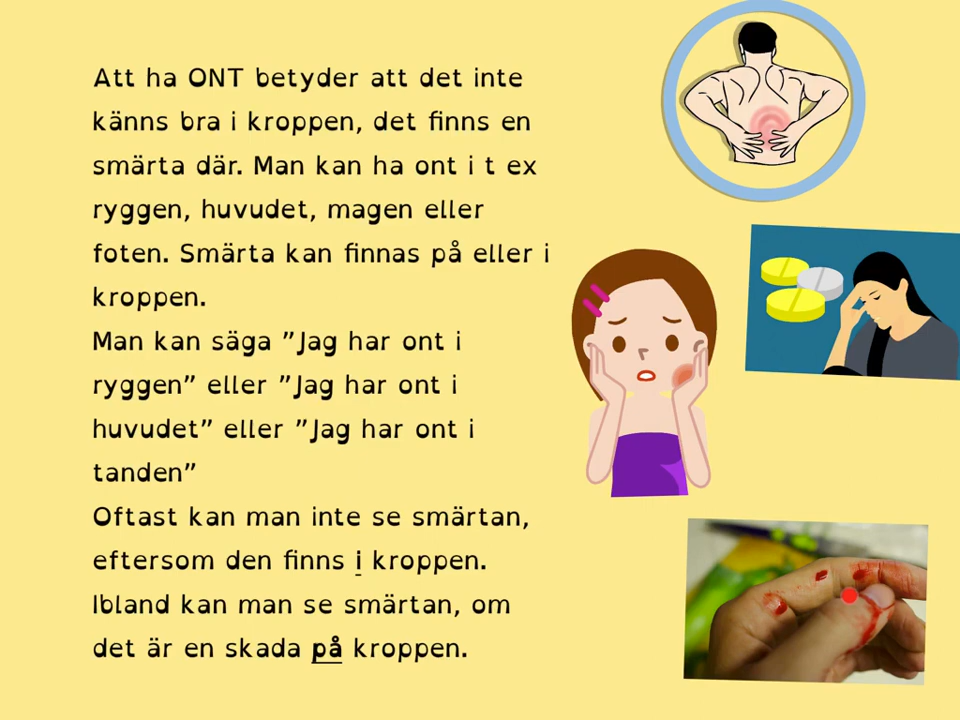 Att ha ONT betyder att det inte
känns bra i kroppen, det finns en
smärta där. Man kan ha ont i t ex
ryggen, huvudet, magen eller
foten. Smärta kan finnas på eller i
kroppen.
Man kan säga ”Jag har ont i
ryggen” eller ”Jag har ont i
huvudet” eller ”Jag har ont i
tanden”
Oftast kan man inte se smärtan,
eftersom den finns i kroppen.
Ibland kan man se smärtan, om
det är en skada på kroppen.